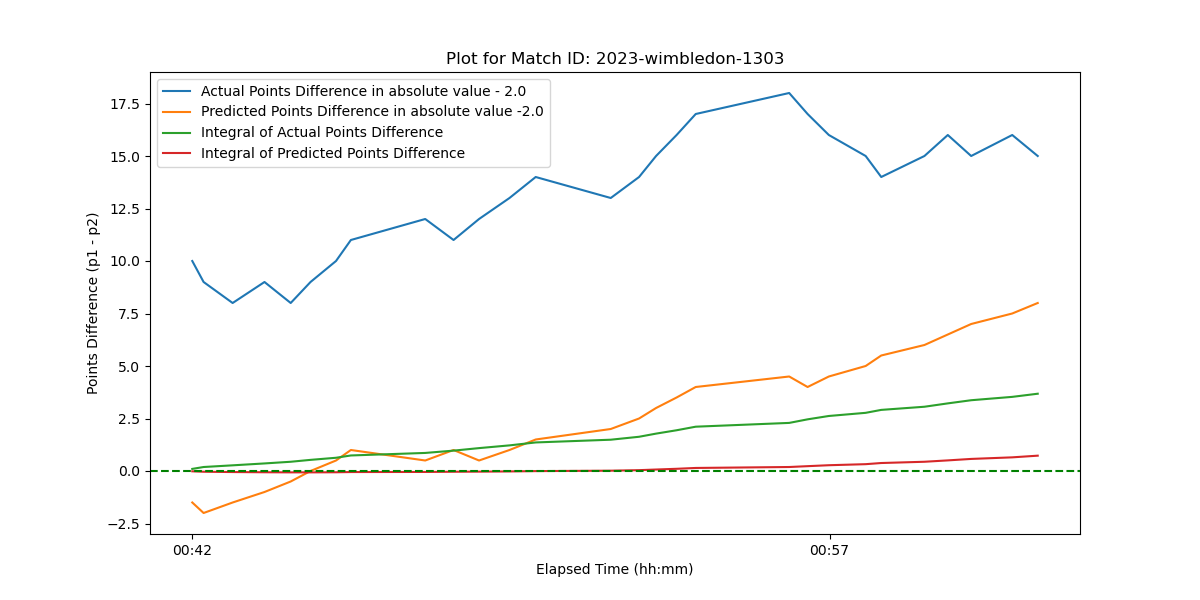 Plot for Match ID: 2023-wimbledon-1303
Actual Points Difference in absolute value - 2.0
Predicted Points Difference in absolute value -2.0
Integral of Actual Points Difference
Integral of Predicted Points Difference
Points Difference (p1 - p2)
17.5
15.0
12.5
10.0
7.5
5.0
2.5
0.0
−2.5
00:42 00:57
Elapsed Time (hh:mm)